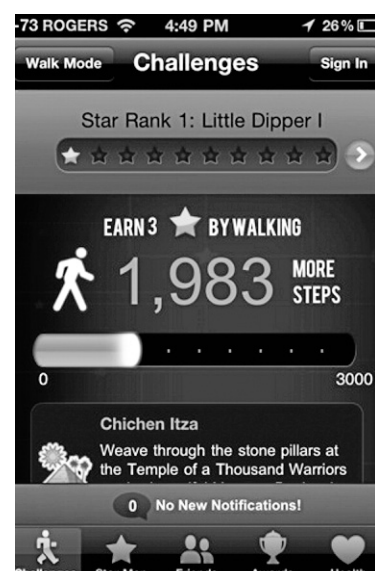 -73 ROGERS 4:49 PM 26%
Walk Mode Challenges Sign In
Star Rank 1: Little Dipper I
EARN 3 BY WALKING
1,983 MORE STEPS
0 3000
Chichen Itza
Weave through the stone pillars at
the Temple of a Thousand Warriors
0 No New Notifications!